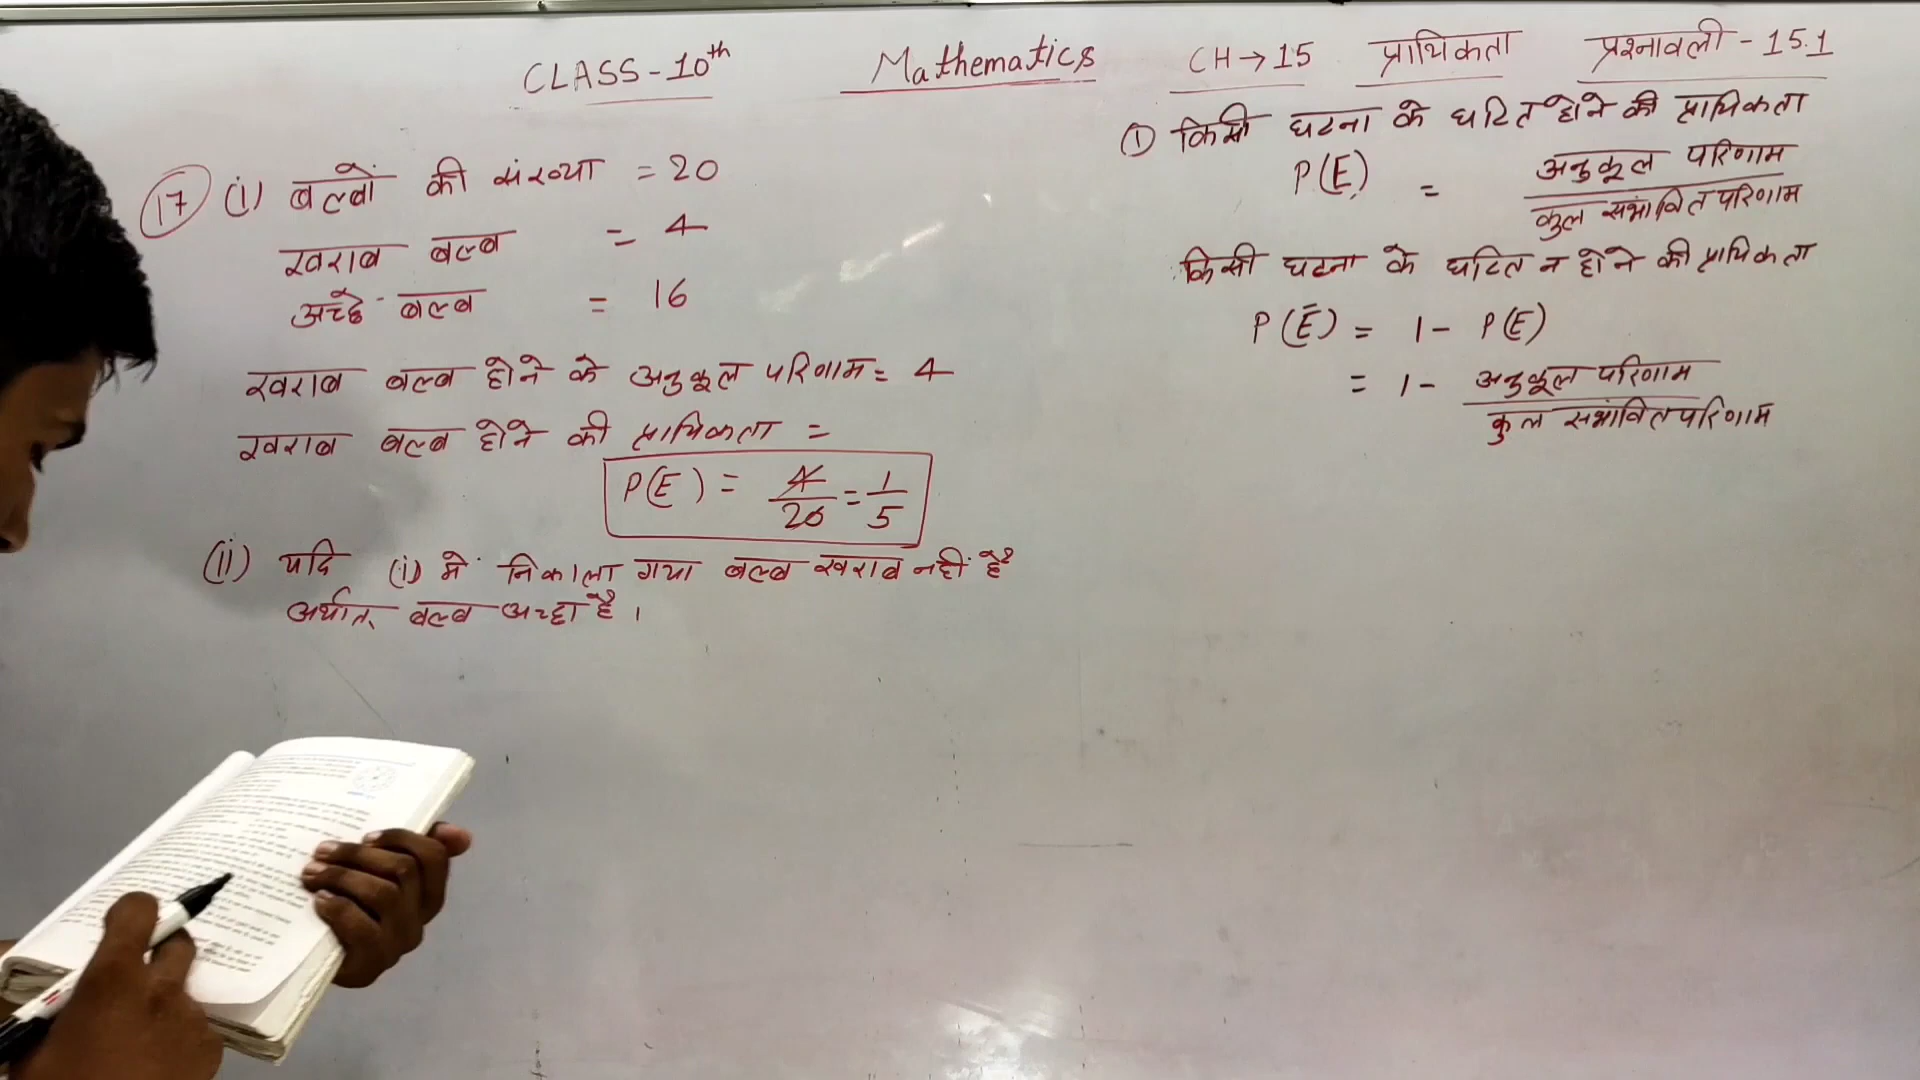 CLASS-10th Mathematics CH→15 प्रायिकता प्रश्नावली-15.1
(17) (i) बल्बों की संख्या = 20
खराब बल्ब = 4
अच्छे बल्ब = 16
खराब बल्ब होने के अनुकूल परिणाम = 4
खराब बल्ब होने की प्रायिकता =
P(E) = 4/20 = 1/5
(ii) यदि (i) में निकाला गया बल्ब खराब नहीं है
अर्थात् बल्ब अच्छा है।
① किसी घटना के घटित होने की प्रायिकता
P(E) = अनुकूल परिणाम
कुल सभांवित परिणाम
किसी घटना के घटित न होने की प्रायिकता
P(Ē) = 1 - P(E)
= 1 - अनुकूल परिणाम
कुल सभांवित परिणाम